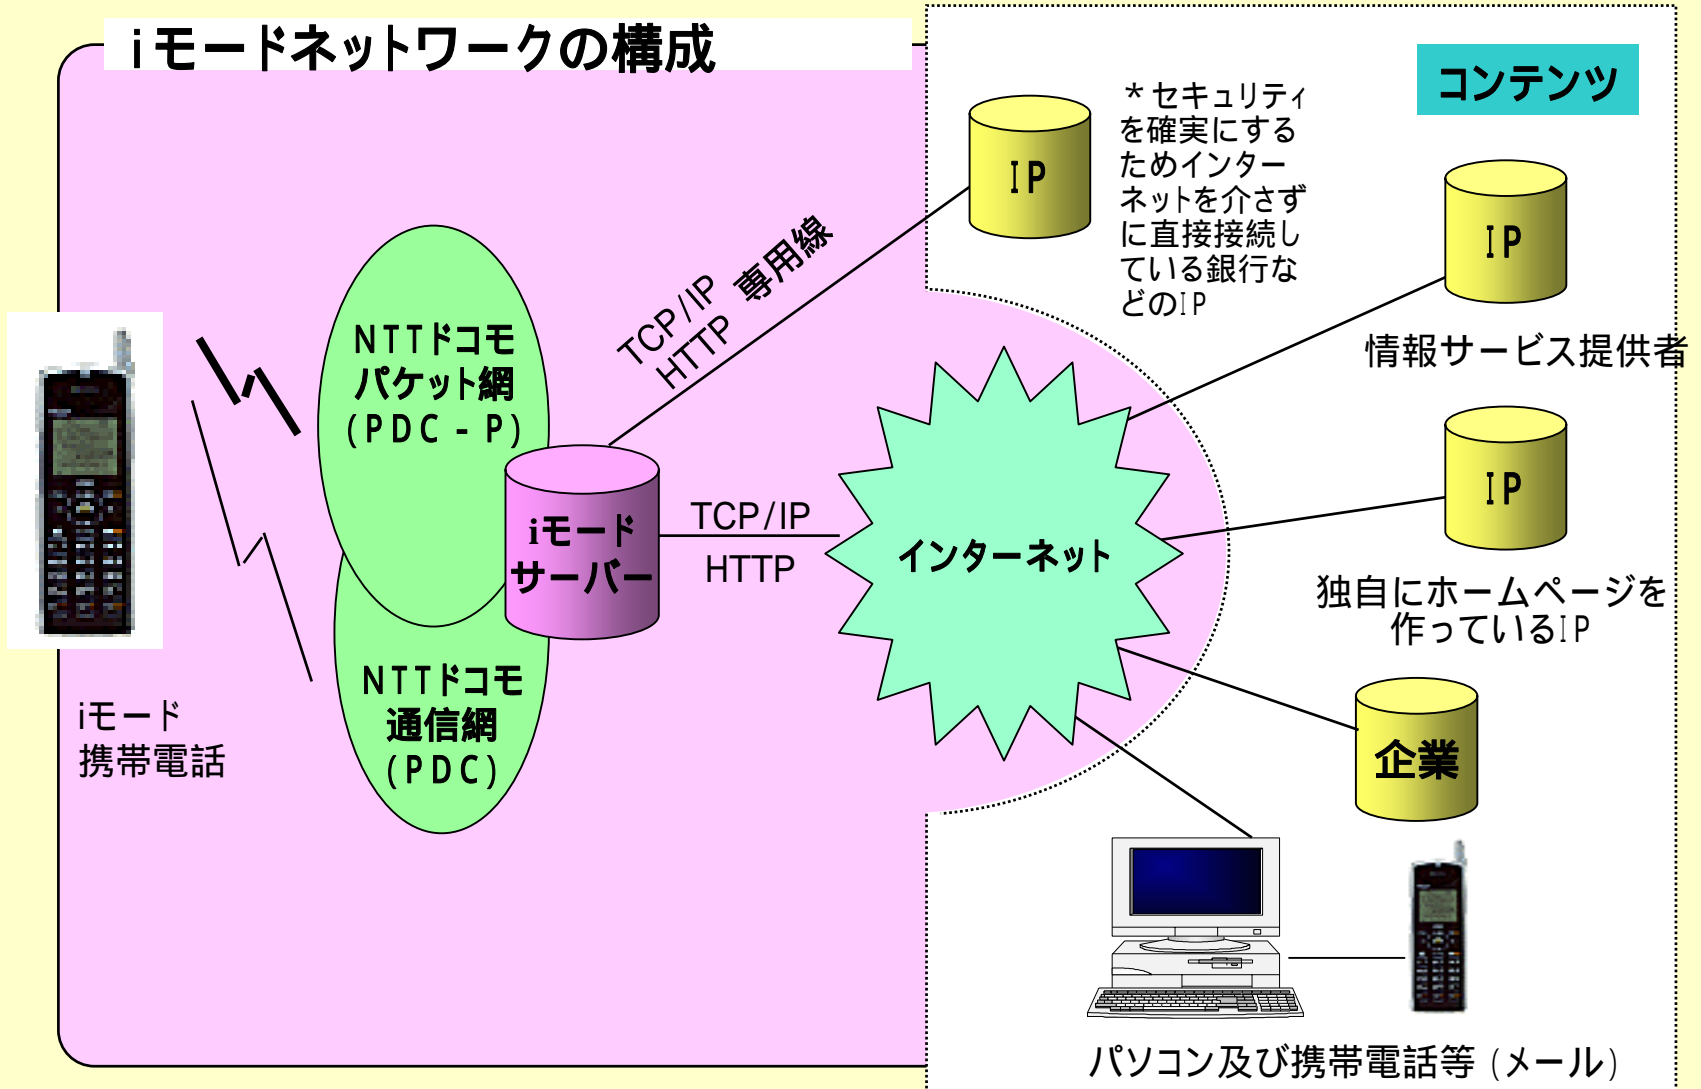 iモードネットワークの構成
コンテンツ
IP
＊セキュリティ
を確実にする
ためインター
ネットを介さず
に直接接続し
ている銀行な
どのIP
IP
情報サービス提供者
TCP/IP
HTTP
専用線
NTTドコモ
パケット網
(PDC－P)
iモード
サーバー
TCP/IP
HTTP
インターネット
IP
独自にホームページを
作っているIP
NTTドコモ
通信網
(PDC)
iモード
携帯電話
企業
パソコン及び携帯電話等(メール)